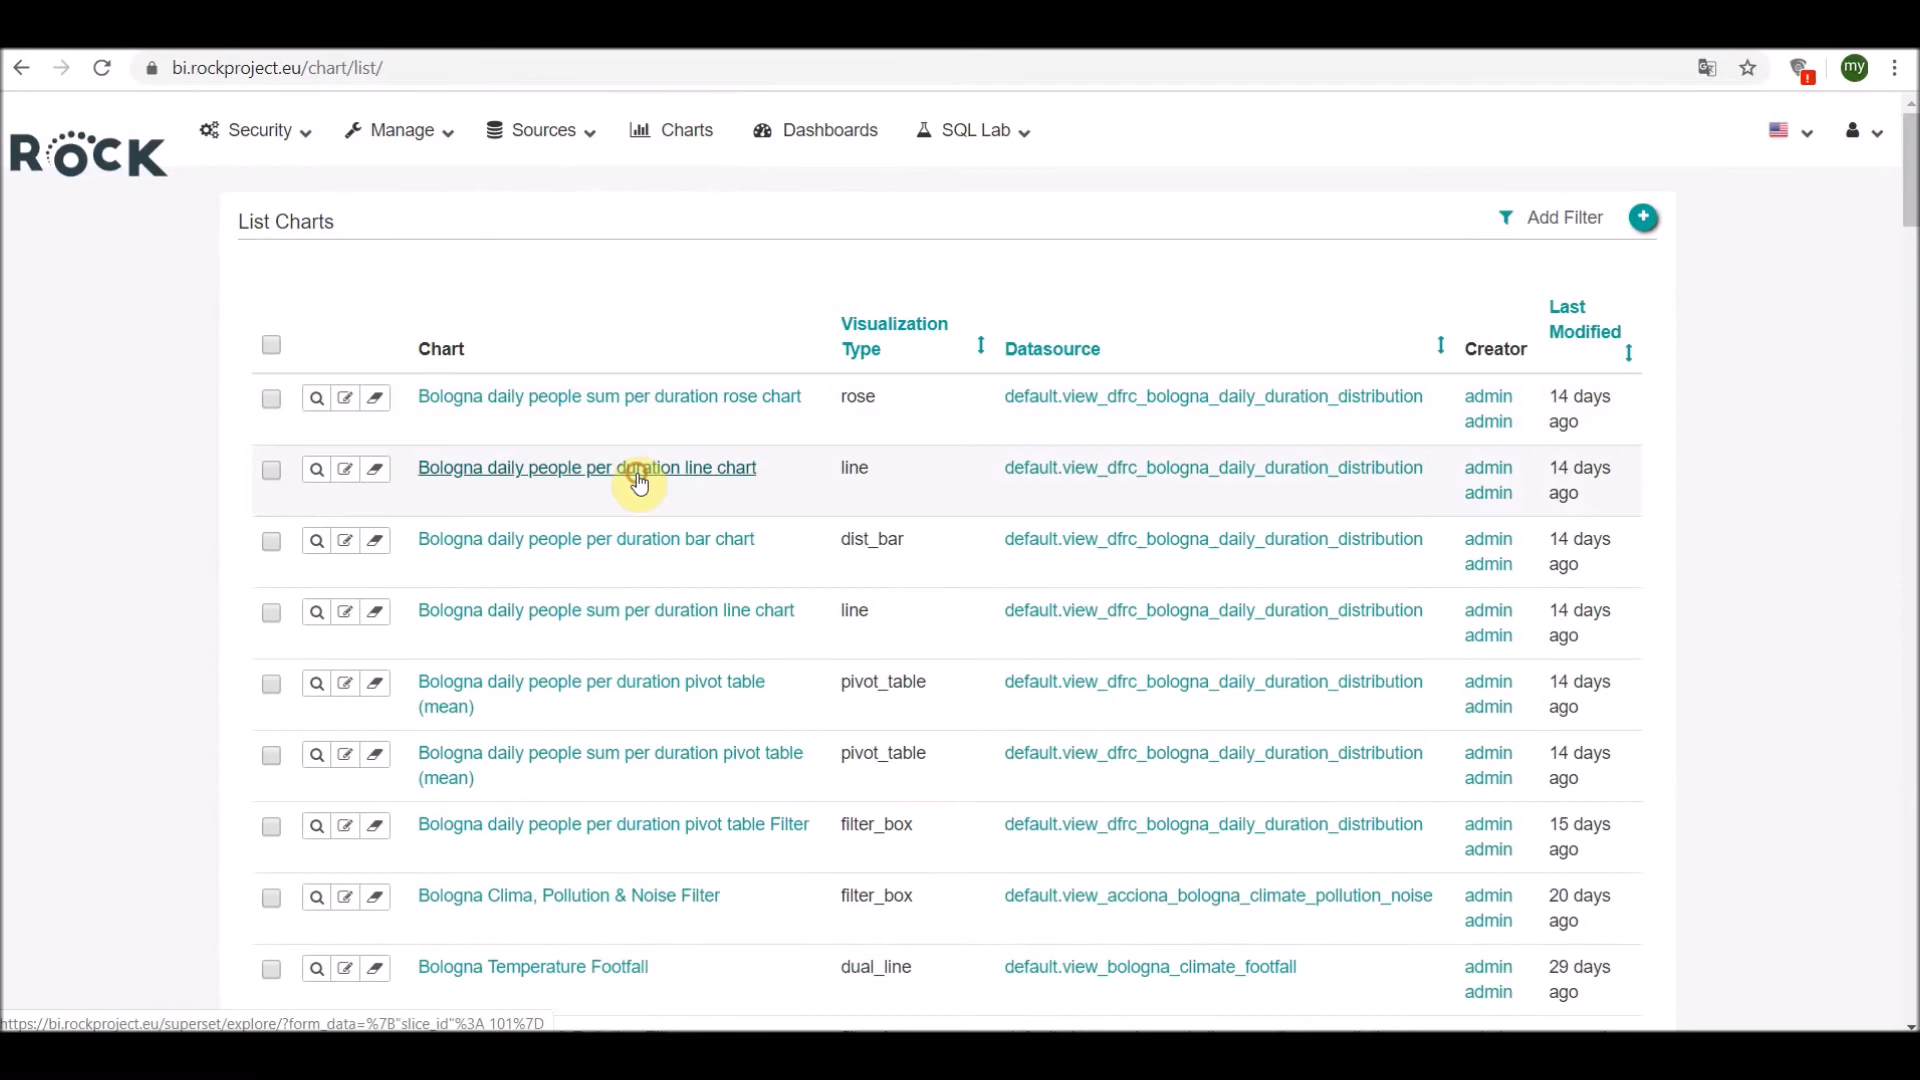 bi.rockproject.eu/chart/list/
my
ROCK
Security
Manage
Sources
Charts
Dashboards
SQL Lab
List Charts
Add Filter
Chart
Visualization
Type
Datasource
Creator
Last
Modified
Bologna daily people sum per duration rose chart
rose
default.view_dfrc_bologna_daily_duration_distribution
admin
admin
14 days
ago
Bologna daily people per duration line chart
line
default.view_dfrc_bologna_daily_duration_distribution
admin
admin
14 days
ago
Bologna daily people per duration bar chart
dist_bar
default.view_dfrc_bologna_daily_duration_distribution
admin
admin
14 days
ago
Bologna daily people sum per duration line chart
line
default.view_dfrc_bologna_daily_duration_distribution
admin
admin
14 days
ago
Bologna daily people per duration pivot table
(mean)
pivot_table
default.view_dfrc_bologna_daily_duration_distribution
admin
admin
14 days
ago
Bologna daily people sum per duration pivot table
(mean)
pivot_table
default.view_dfrc_bologna_daily_duration_distribution
admin
admin
14 days
ago
Bologna daily people per duration pivot table Filter
filter_box
default.view_dfrc_bologna_daily_duration_distribution
admin
admin
15 days
ago
Bologna Clima, Pollution & Noise Filter
filter_box
default.view_acciona_bologna_climate_pollution_noise
admin
admin
20 days
ago
Bologna Temperature Footfall
dual_line
default.view_bologna_climate_footfall
admin
admin
29 days
ago
https://bi.rockproject.eu/superset/explore/?form_data=%7B"slice_id"%3A 101%7D